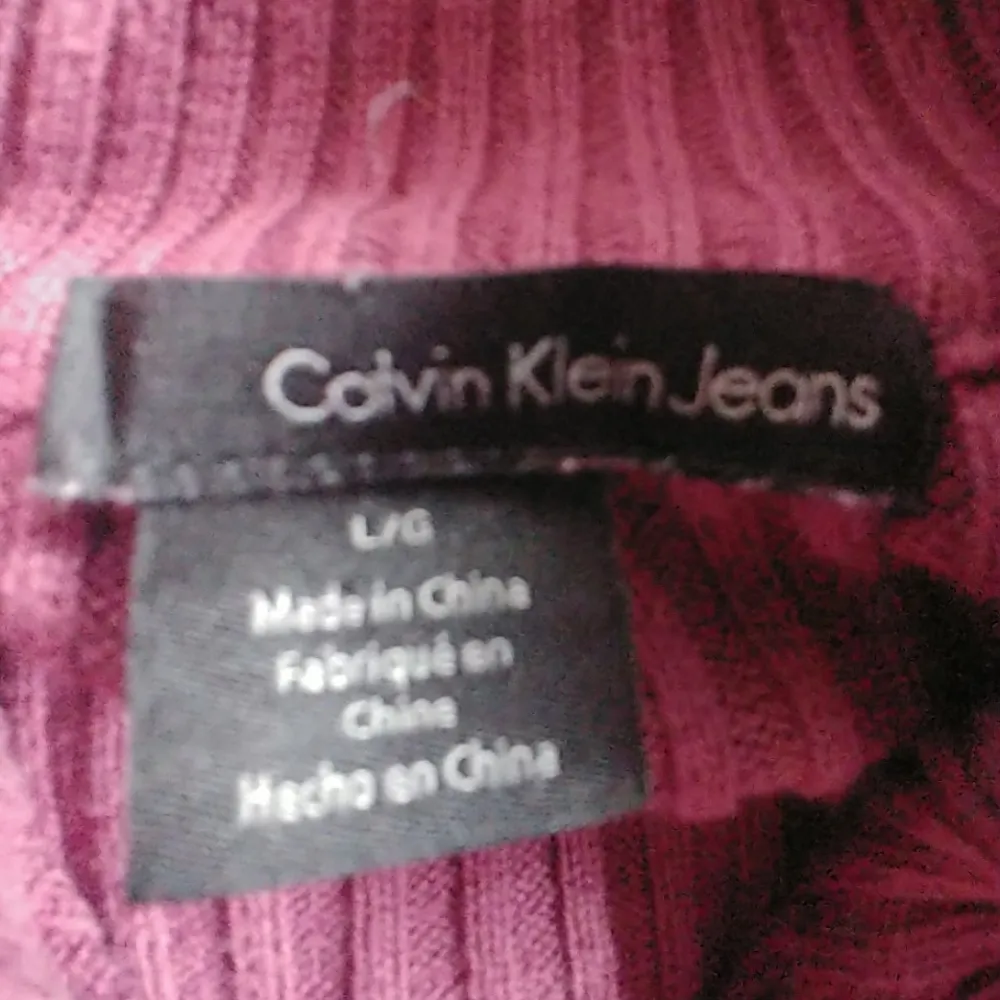 Calvin Klein Jeans
L/G
Made in China
Fabriqué en
Chine
Hecho en China